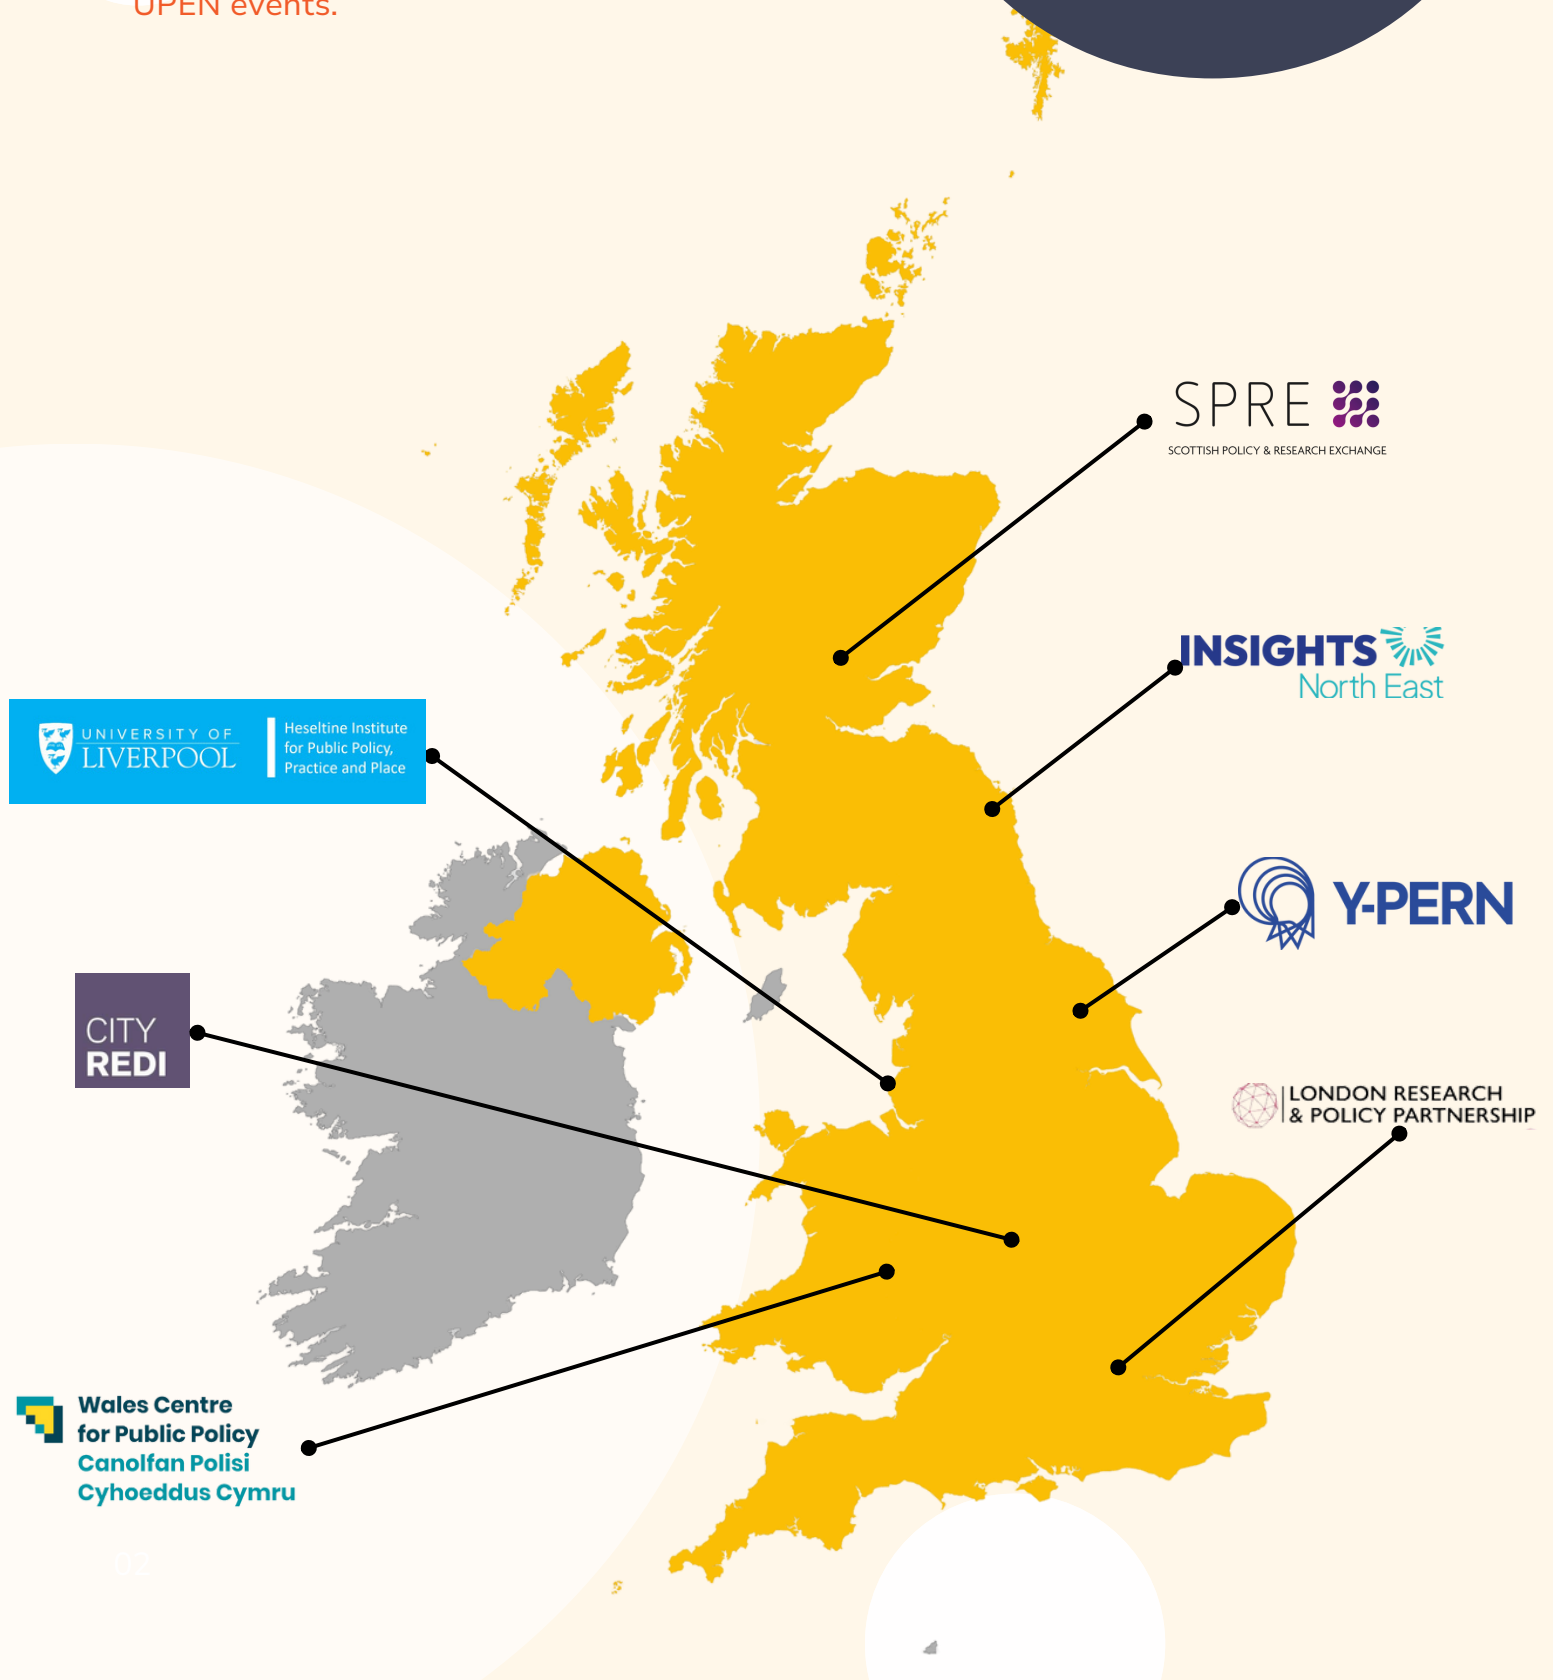 UPEN events.
SPRE
SCOTTISH POLICY & RESEARCH EXCHANGE
INSIGHTS
North East
UNIVERSITY OF
LIVERPOOL
Heseltine Institute
for Public Policy,
Practice and Place
Y-PERN
CITY
REDI
LONDON RESEARCH
& POLICY PARTNERSHIP
Wales Centre
for Public Policy
Canolfan Polisi
Cyhoeddus Cymru